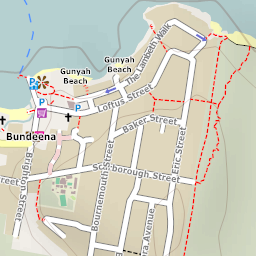 Gunyah
Beach
Gunyah
Beach
The Lambeth Walk
P
P
P
Loftus Street
Bundeena
Baker Street
Brighton Street
Scarborough Street
Eric Street
Bournemouth Street
ra Avenue